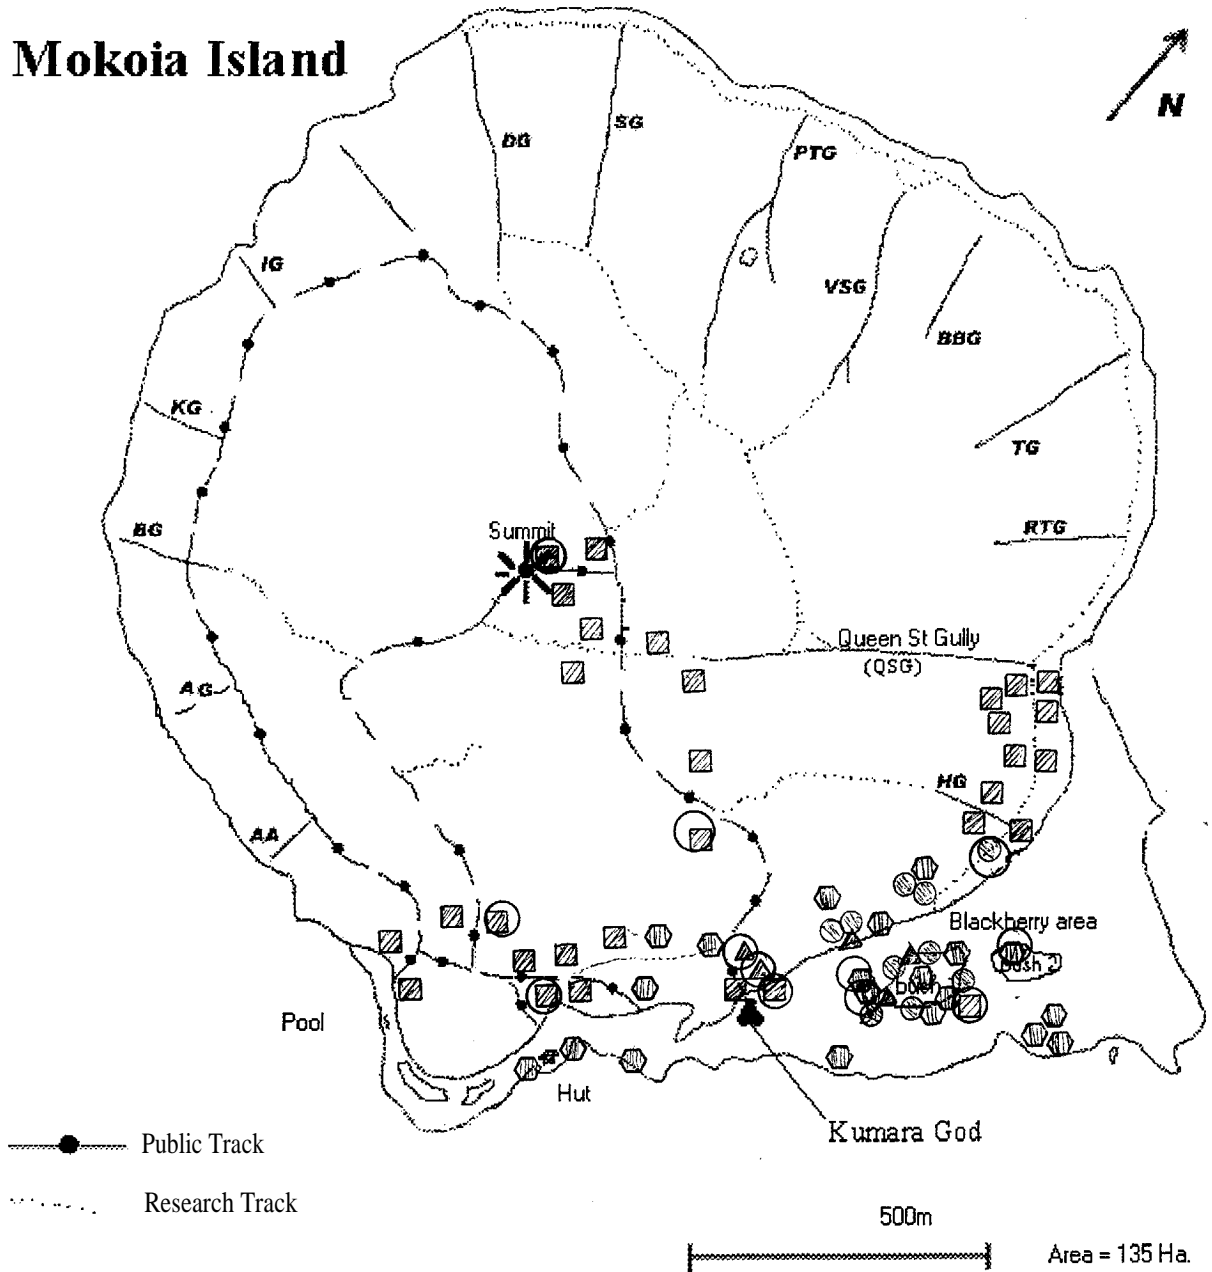 Mokoia Island
N
DG
SG
PTG
IG
VSG
BBG
KG
TG
BG
Summit
RTG
Queen St Gully
(QSG)
AG
HG
AA
Blackberry area
Bush
Pool
Hut
Kumara God
Public Track
Research Track
500m
Area = 135 Ha.